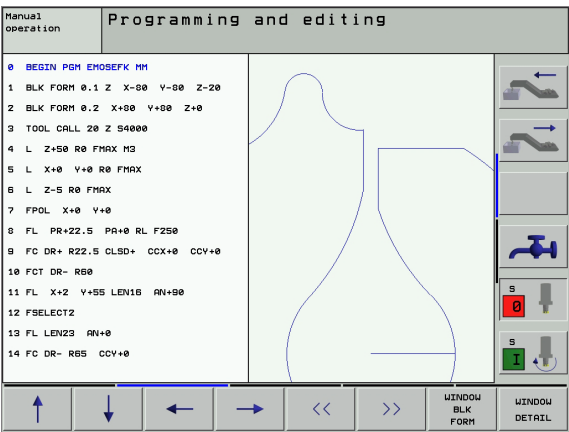 Manual
operation
Programming and editing
0 BEGIN PGM EMOSEFK MM
1 BLK FORM 0.1 Z X-80 Y-80 Z-20
2 BLK FORM 0.2 X+80 Y+80 Z+0
3 TOOL CALL 20 Z S4000
4 L Z+50 R0 FMAX M3
5 L X+0 Y+0 R0 FMAX
6 L Z-5 R0 FMAX
7 FPOL X+0 Y+0
8 FL PR+22.5 PA+0 RL F250
9 FC DR+ R22.5 CLSD+ CCX+0 CCY+0
10 FCT DR- R60
11 FL X+2 Y+55 LEN16 AN+90
12 FSELECT2
13 FL LEN23 AN+0
14 FC DR- R65 CCY+0
S
0
S
I
<<
>>
WINDOW
BLK
FORM
WINDOW
DETAIL